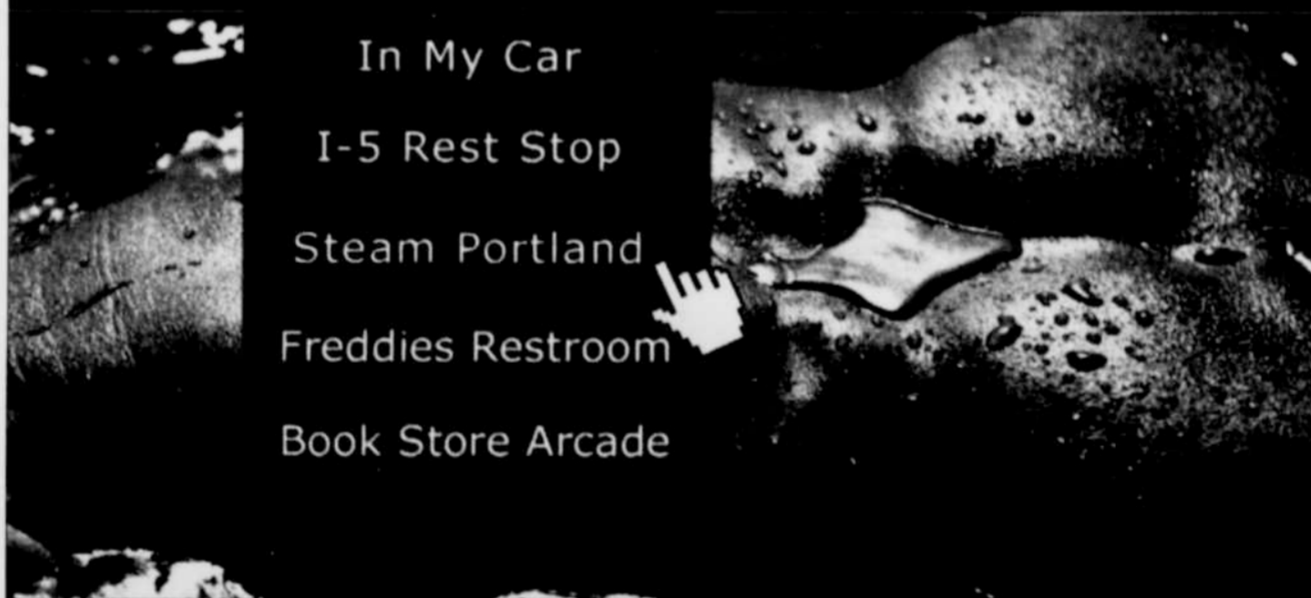 In My Car
I-5 Rest Stop
Steam Portland
Freddies Restroom
Book Store Arcade